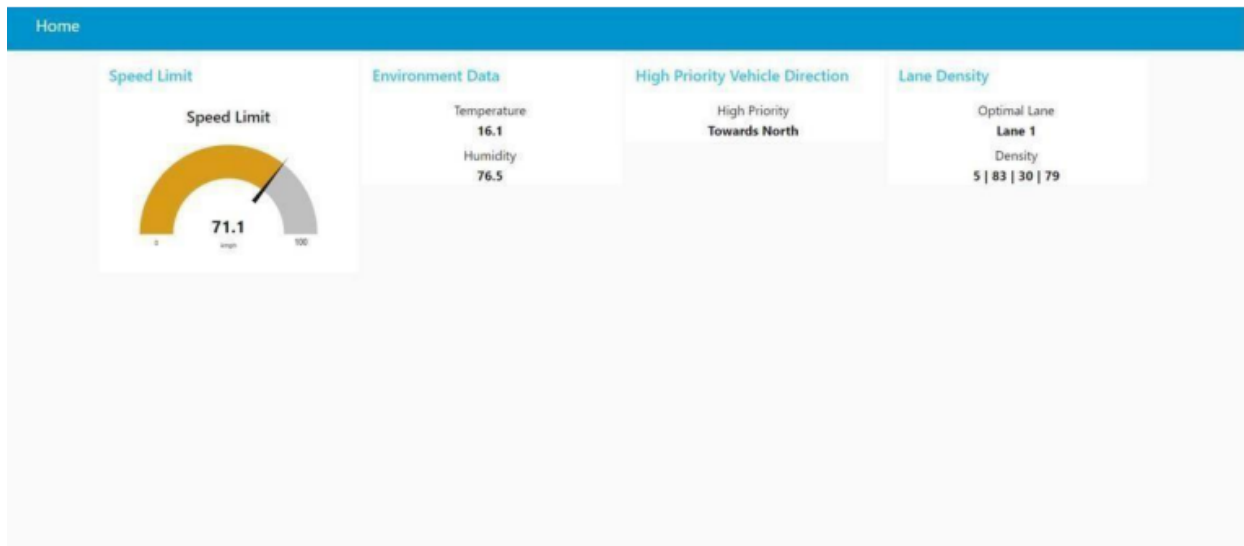 Home
Speed Limit
Speed Limit
71.1
kmph
0
100
Environment Data
Temperature
16.1
Humidity
76.5
High Priority Vehicle Direction
High Priority
Towards North
Lane Density
Optimal Lane
Lane 1
Density
5 | 83 | 30 | 79